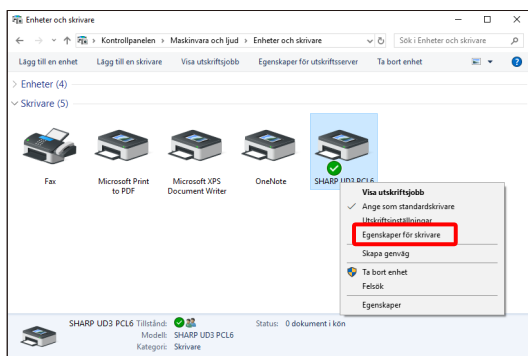 Enheter och skrivare
Kontrollpanelen › Maskinvara och ljud › Enheter och skrivare
Sök i Enheter och skrivare
Lägg till en enhet Lägg till en skrivare Visa utskriftsjobb Egenskaper för utskriftsserver Ta bort enhet
Enheter (4)
Skrivare (5)
Fax
Microsoft Print
to PDF
Microsoft XPS
Document Writer
OneNote
SHARP UD3 PCL6
Visa utskriftsjobb
Ange som standardskrivare
Utskriftsinställningar
Egenskaper för skrivare
Skapa genväg
Ta bort enhet
Felsök
Egenskaper
SHARP UD3 PCL6 Tillstånd: Status: 0 dokument i kön
Modell: SHARP UD3 PCL6
Kategori: Skrivare